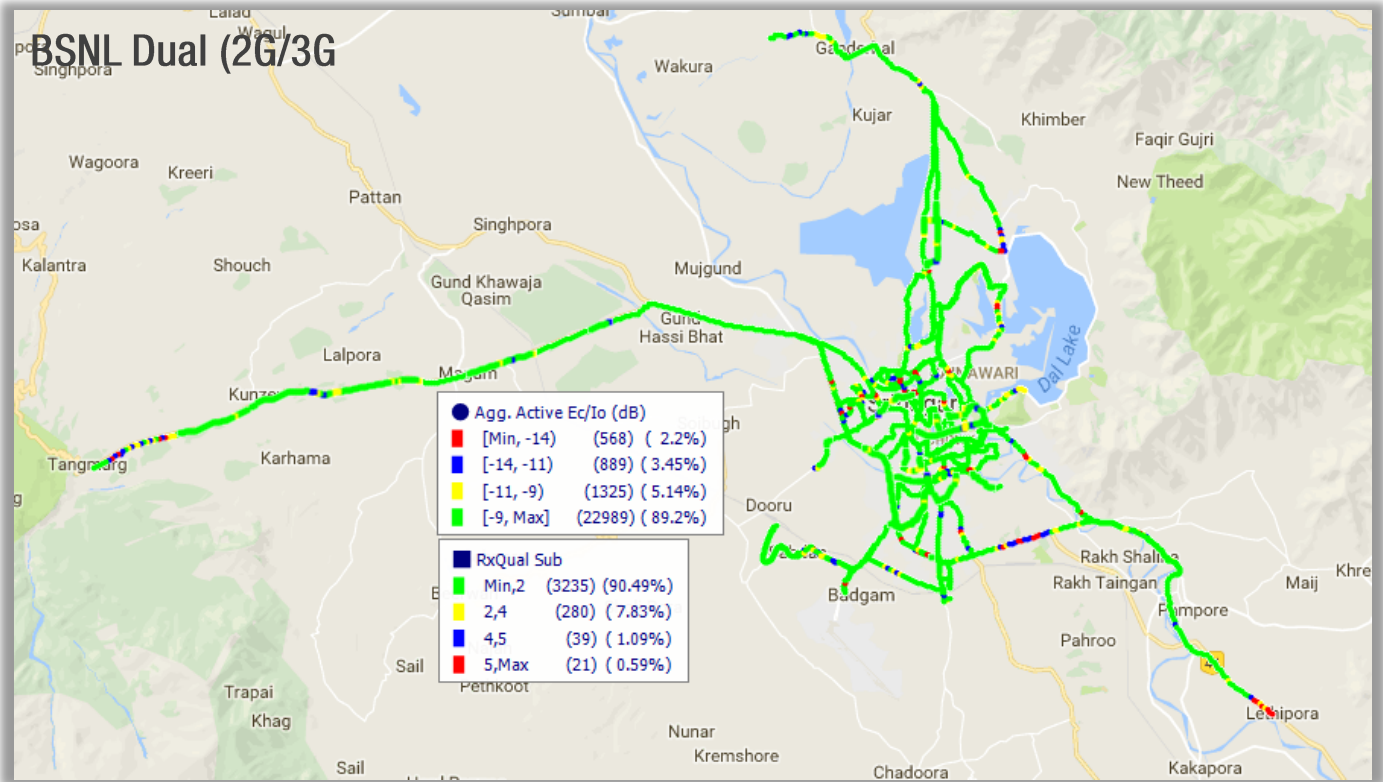 Lalad
Sumbal
Wagul
BSNL Dual (2G/3G
Singhpora
Ganderbal
Wakura
Kujar
Khimber
Faqir Gujri
Wagoora
Kreeri
New Theed
Pattan
Singhpora
Kalantra
Shouch
Mujgund
Gund Khawaja
Qasim
Gund
Hassi Bhat
Lalpora
Dal Lake
Magam
Agg. Active Ec/Io (dB)
[Min, -14) (568) ( 2.2%)
[-14, -11) (889) ( 3.45%)
[-11, -9) (1325) ( 5.14%)
[-9, Max] (22989) ( 89.2%)
Srinagar
Karhama
Tangmarg
Dooru
RxQual Sub
Min,2 (3235) (90.49%)
2,4 (280) ( 7.83%)
4,5 (39) ( 1.09%)
5,Max (21) ( 0.59%)
Rakh Shalina
Rakh Taingan
Maij
Khre
Badgam
Pampore
Pahroo
Sail
Pethkoot
Trapai
Khag
Lethipora
Nunar
Kremshore
Sail
Chadoora
Kakapora